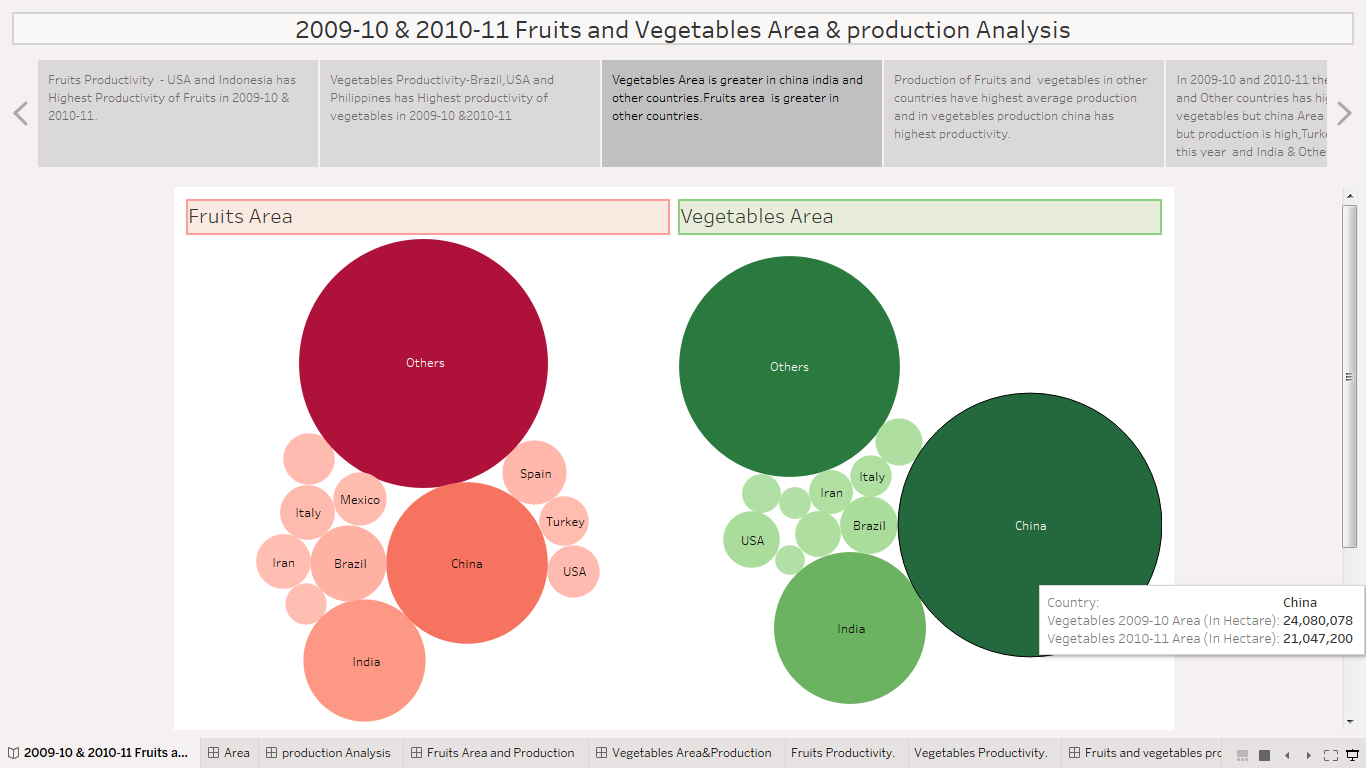 2009-10 & 2010-11 Fruits and Vegetables Area & production Analysis
Fruits Productivity - USA and Indonesia has
Highest Productivity of Fruits in 2009-10 &
2010-11.
Vegetables Productivity-Brazil,USA and
Philippines has Highest productivity of
vegetables in 2009-10 &2010-11
Vegetables Area is greater in china india and
other countries.Fruits area is greater in
other countries.
Production of Fruits and vegetables in other
countries have highest average production
and in vegetables production china has
highest productivity.
In 2009-10 and 2010-11 the
and Other countries has hig
vegetables but china Area
but production is high,Turke
this year and India & Othe
Fruits Area
Vegetables Area
Others
Spain
Mexico
Italy
Turkey
Iran
Brazil
China
USA
India
Others
Italy
Iran
Brazil
China
USA
India
Country: China
Vegetables 2009-10 Area (In Hectare): 24,080,078
Vegetables 2010-11 Area (In Hectare): 21,047,200
2009-10 & 2010-11 Fruits a...
Area
production Analysis
Fruits Area and Production
Vegetables Area&Production
Fruits Productivity.
Vegetables Productivity.
Fruits and vegetables pro